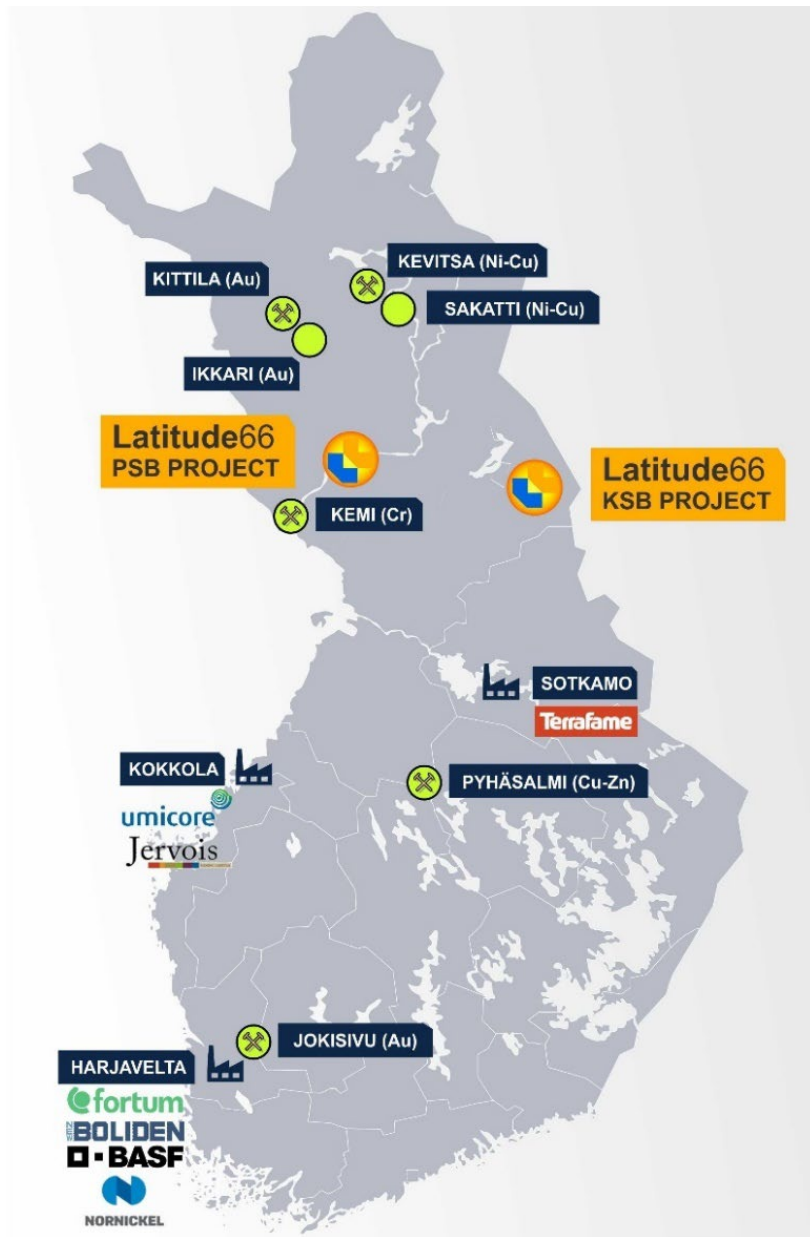 KEVITSA (Ni-Cu)
KITTILA (Au)
SAKATTI (Ni-Cu)
IKKARI (Au)
Latitude66
PSB PROJECT
Latitude66
KSB PROJECT
KEMI (Cr)
SOTKAMO
Terrafame
KOKKOLA
PYHÄSALMI (Cu-Zn)
umicore
Jervois
JOKISIVU (Au)
HARJAVELTA
fortum
BOLIDEN
BASF
NORNICKEL